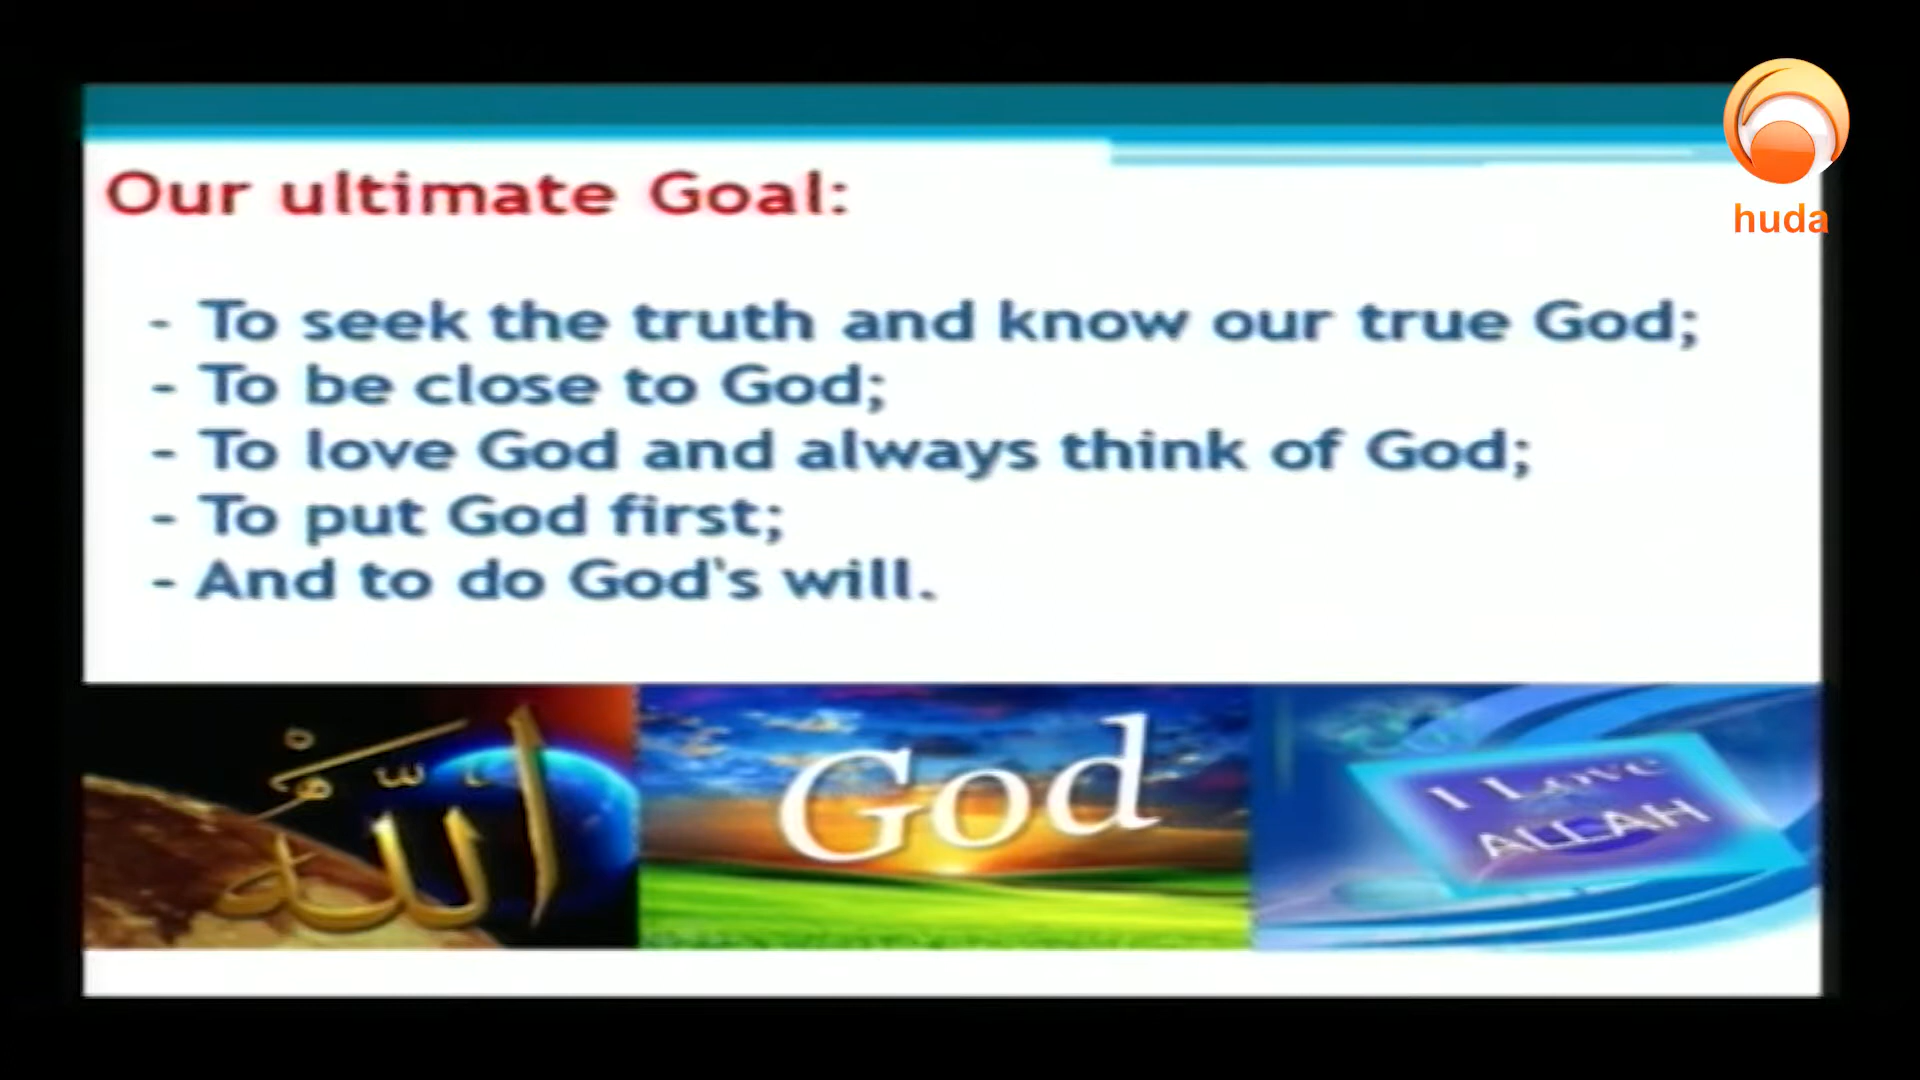 huda
Our ultimate Goal:
- To seek the truth and know our true God;
- To be close to God;
- To love God and always think of God;
- To put God first;
- And to do God's will.
الله
God
I Love
ALLAH